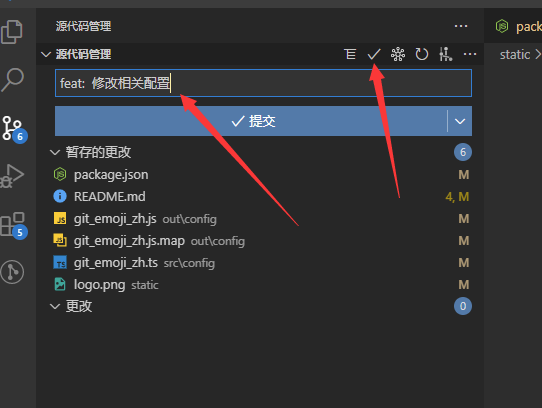 源代码管理
pac
源代码管理
static
feat: 修改相关配置
提交
6
暂存的更改 6
package.json M
README.md 4, M
git_emoji_zh.js out\config M
5
git_emoji_zh.js.map out\config M
git_emoji_zh.ts src\config M
logo.png static M
更改 0